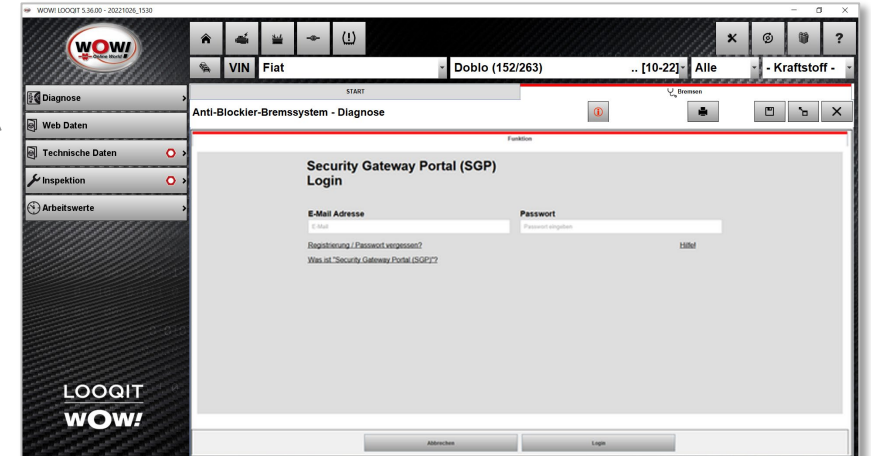 WOW! LOOQIT 5.36.00 - 20221026_1530
WOW!
Online World!
VIN Fiat Doblo (152/263) .. [10-22] Alle - Kraftstoff -
Diagnose
Web Daten
Technische Daten
Inspektion
Arbeitswerte
START Bremsen
Anti-Blockier-Bremssystem - Diagnose
Funktion
Security Gateway Portal (SGP)
Login
E-Mail Adresse Passwort
E-Mail Passwort eingeben
Registrierung / Passwort vergessen? Hilfe!
Was ist "Security Gateway Portal (SGP)"?
Abbrechen Login
LOOQIT
WOW!